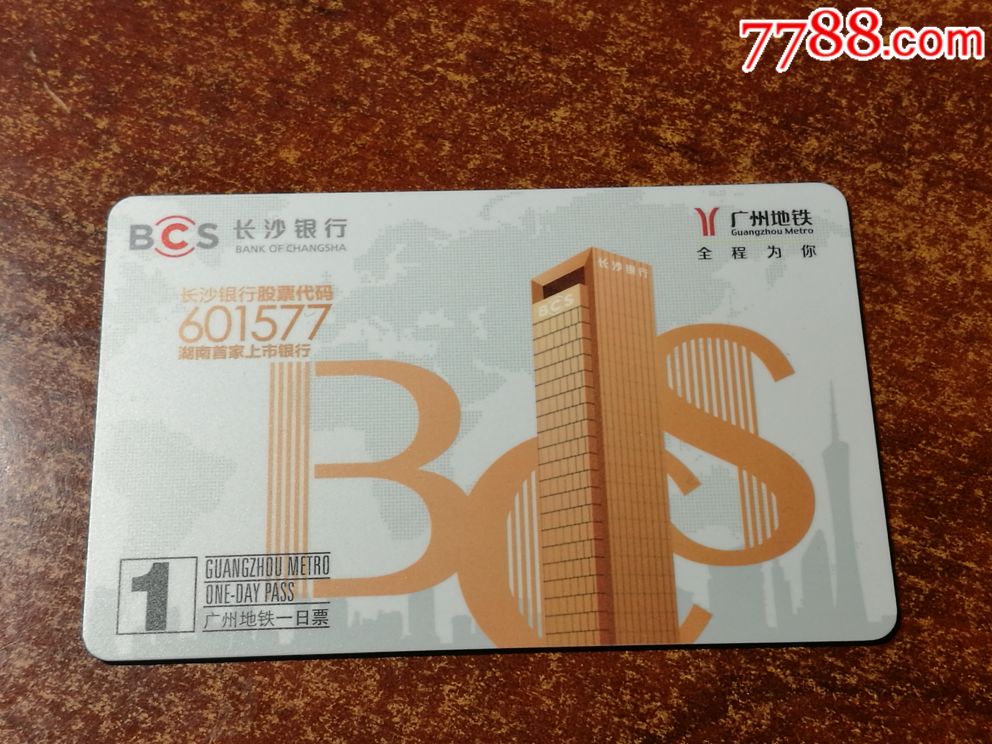 7788.com
BCS 长沙银行
BANK OF CHANGSHA
广州地铁
Guangzhou Metro
全程为你
长沙银行股票代码
601577
湖南首家上市银行
长沙银行
BCS
BCS
1
GUANGZHOU METRO
ONE-DAY PASS
广州地铁一日票